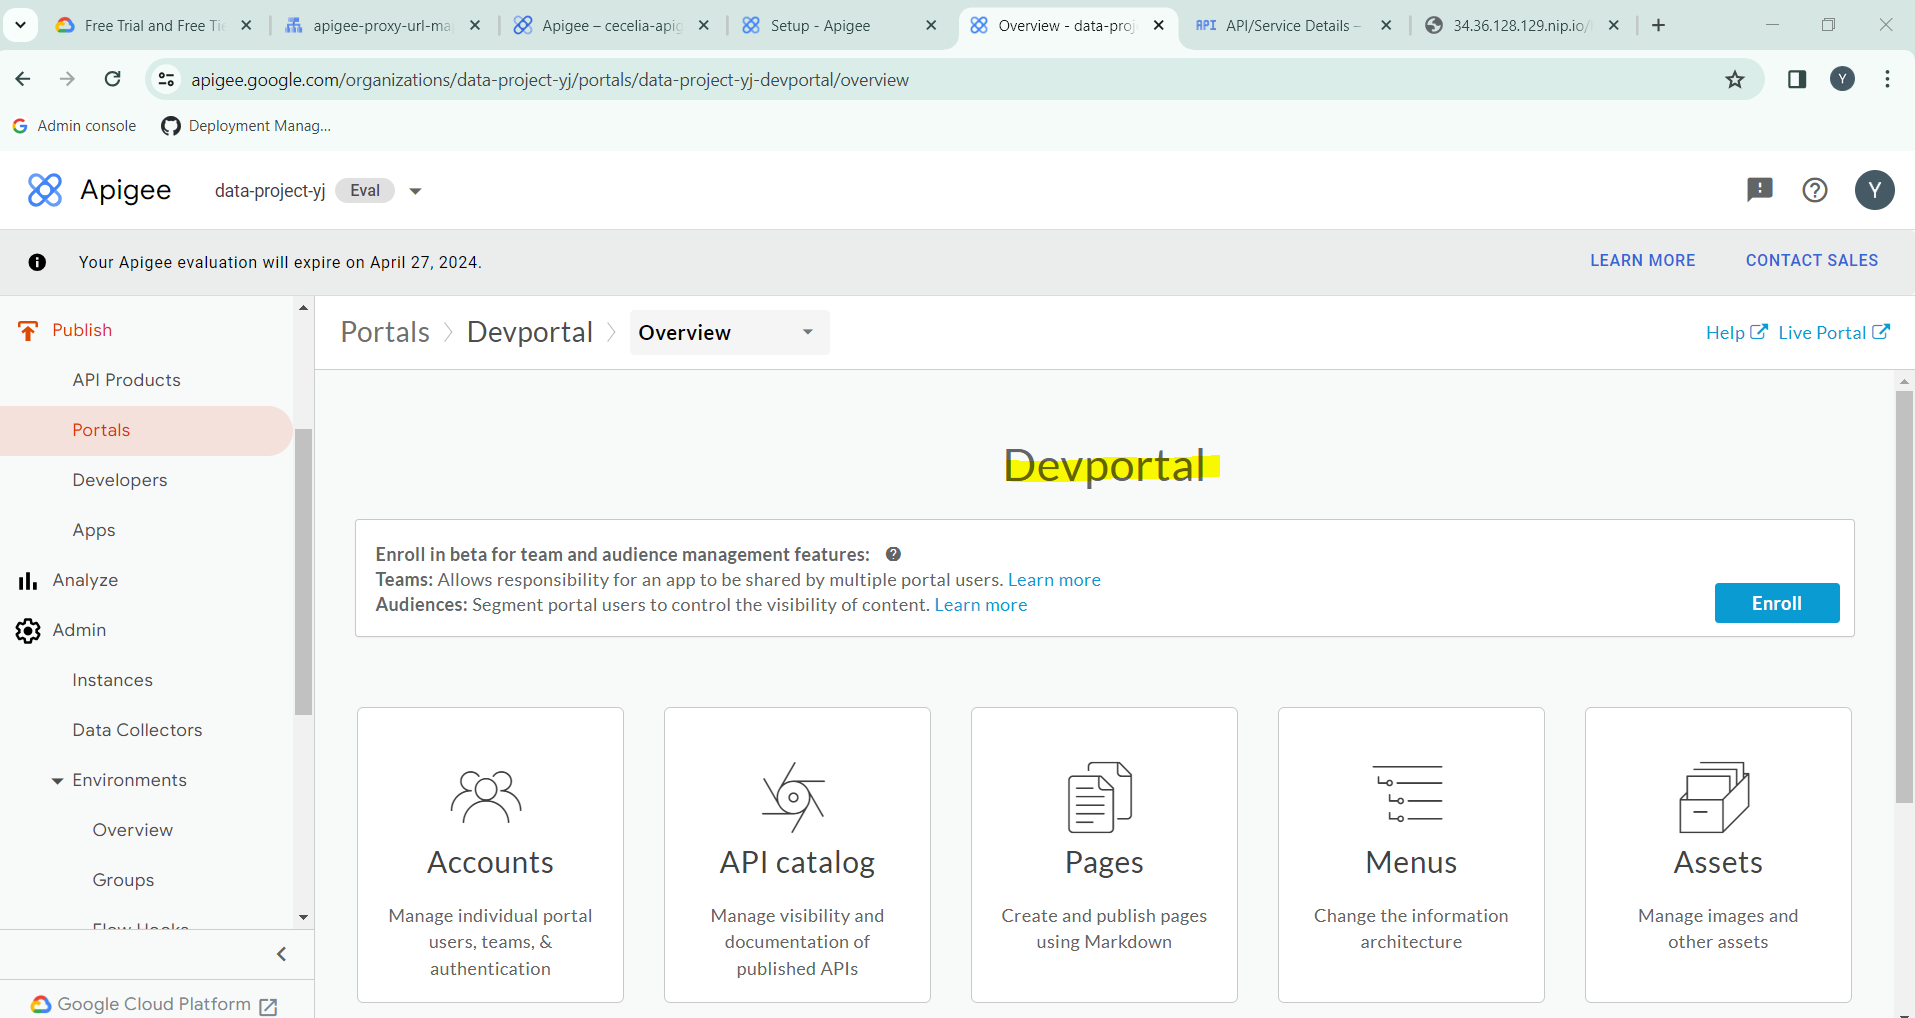 Free Trial and Free Tie
apigee-proxy-url-ma
Apigee – cecelia-apig
Setup - Apigee
Overview - data-proj
API API/Service Details –
34.36.128.129.nip.io/
apigee.google.com/organizations/data-project-yj/portals/data-project-yj-devportal/overview
Y
Admin console
Deployment Manag...
Apigee
data-project-yj
Eval
Y
Your Apigee evaluation will expire on April 27, 2024.
LEARN MORE
CONTACT SALES
Publish
API Products
Portals
Developers
Apps
Analyze
Admin
Instances
Data Collectors
Environments
Overview
Groups
Flow Hooks
Google Cloud Platform
Portals
Devportal
Overview
Help
Live Portal
Devportal
Enroll in beta for team and audience management features:
Teams: Allows responsibility for an app to be shared by multiple portal users. Learn more
Audiences: Segment portal users to control the visibility of content. Learn more
Enroll
Accounts
Manage individual portal
users, teams, &
authentication
API catalog
Manage visibility and
documentation of
published APIs
Pages
Create and publish pages
using Markdown
Menus
Change the information
architecture
Assets
Manage images and
other assets